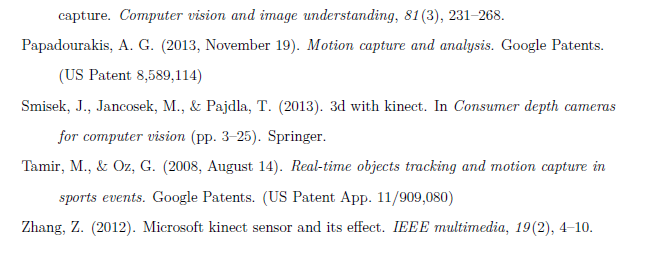 capture. Computer vision and image understanding, 81(3), 231–268.
Papadourakis, A. G. (2013, November 19). Motion capture and analysis. Google Patents.
(US Patent 8,589,114)
Smisek, J., Jancosek, M., & Pajdla, T. (2013). 3d with kinect. In Consumer depth cameras
for computer vision (pp. 3–25). Springer.
Tamir, M., & Oz, G. (2008, August 14). Real-time objects tracking and motion capture in
sports events. Google Patents. (US Patent App. 11/909,080)
Zhang, Z. (2012). Microsoft kinect sensor and its effect. IEEE multimedia, 19(2), 4–10.